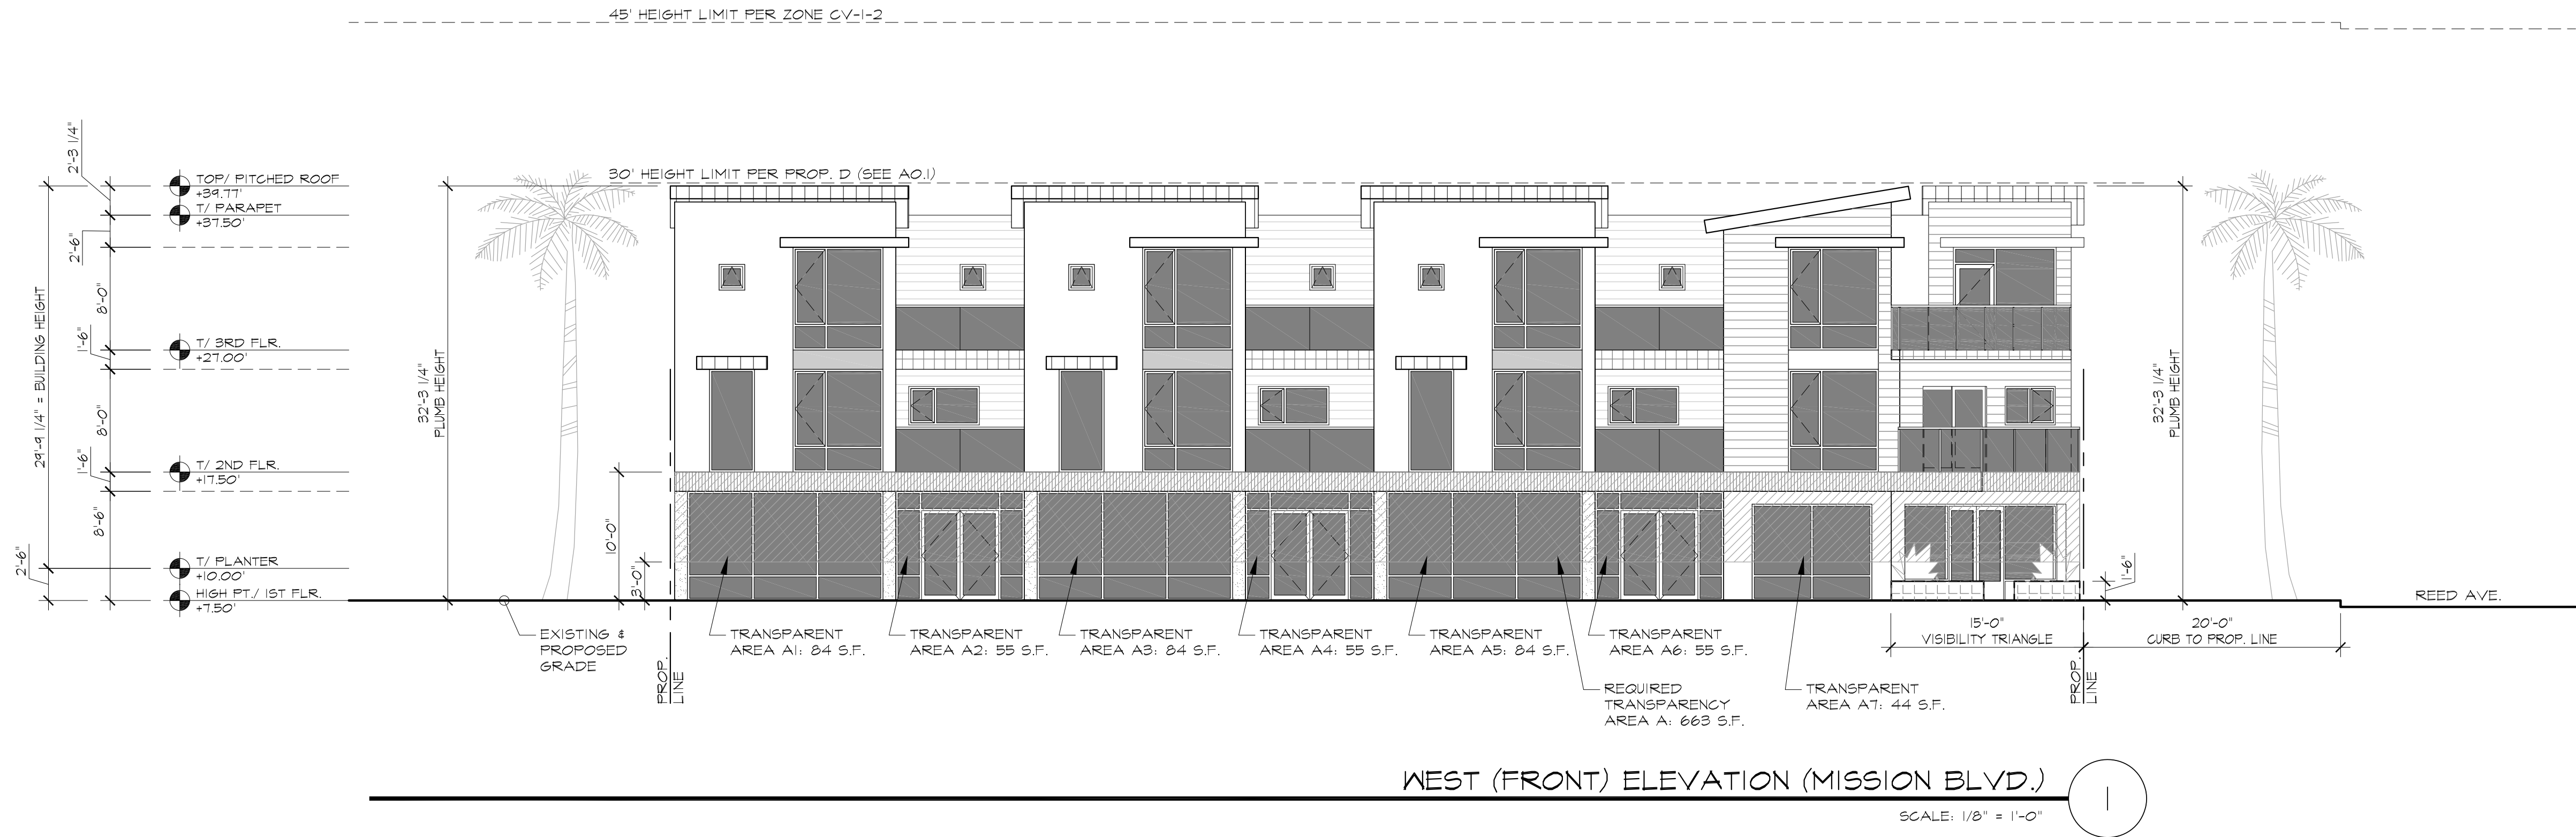 45' HEIGHT LIMIT PER ZONE CV-1-2
30' HEIGHT LIMIT PER PROP. D (SEE A0.1)
2'-3 1/4"
2'-6"
8'-0"
1'-6"
8'-0"
1'-6"
8'-6"
2'-6"
29'-9 1/4" = BUILDING HEIGHT
TOP/ PITCHED ROOF
+39.77'
T/ PARAPET
+37.50'
T/ 3RD FLR.
+27.00'
T/ 2ND FLR.
+17.50'
T/ PLANTER
+10.00'
HIGH PT./ 1ST FLR.
+7.50'
32'-3 1/4"
PLUMB HEIGHT
10'-0"
3'-0"
32'-3 1/4"
PLUMB HEIGHT
1'-6"
REED AVE.
EXISTING &
PROPOSED
GRADE
PROP.
LINE
TRANSPARENT
AREA A1: 84 S.F.
TRANSPARENT
AREA A2: 55 S.F.
TRANSPARENT
AREA A3: 84 S.F.
TRANSPARENT
AREA A4: 55 S.F.
TRANSPARENT
AREA A5: 84 S.F.
TRANSPARENT
AREA A6: 55 S.F.
REQUIRED
TRANSPARENCY
AREA A: 663 S.F.
TRANSPARENT
AREA A7: 44 S.F.
15'-0"
VISIBILITY TRIANGLE
20'-0"
CURB TO PROP. LINE
PROP.
LINE
WEST (FRONT) ELEVATION (MISSION BLVD.)
1
SCALE: 1/8" = 1'-0"